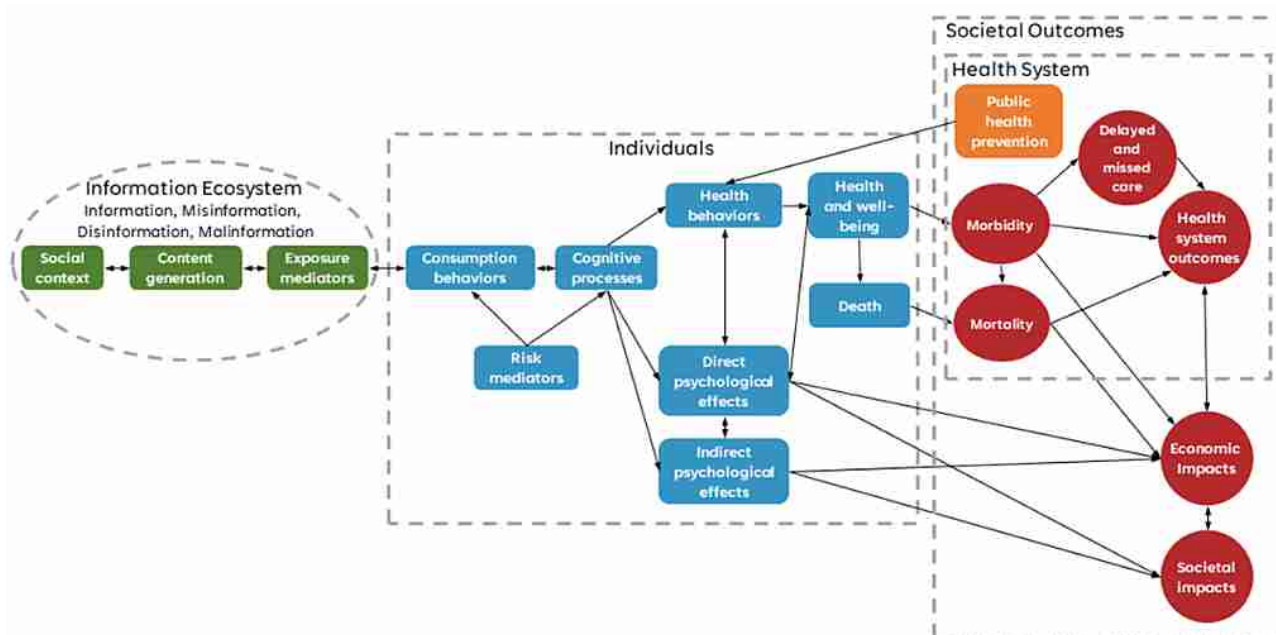 Societal Outcomes
Health System
Public
health
prevention
Delayed
and
missed
care
Individuals
Information Ecosystem
Information, Misinformation,
Disinformation, Malinformation
Social
context
Content
generation
Exposure
mediators
Consumption
behaviors
Cognitive
processes
Risk
mediators
Health
behaviors
Health
and well-
being
Death
Direct
psychological
effects
Indirect
psychological
effects
Morbidity
Mortality
Health
system
outcomes
Economic
Impacts
Societal
impacts